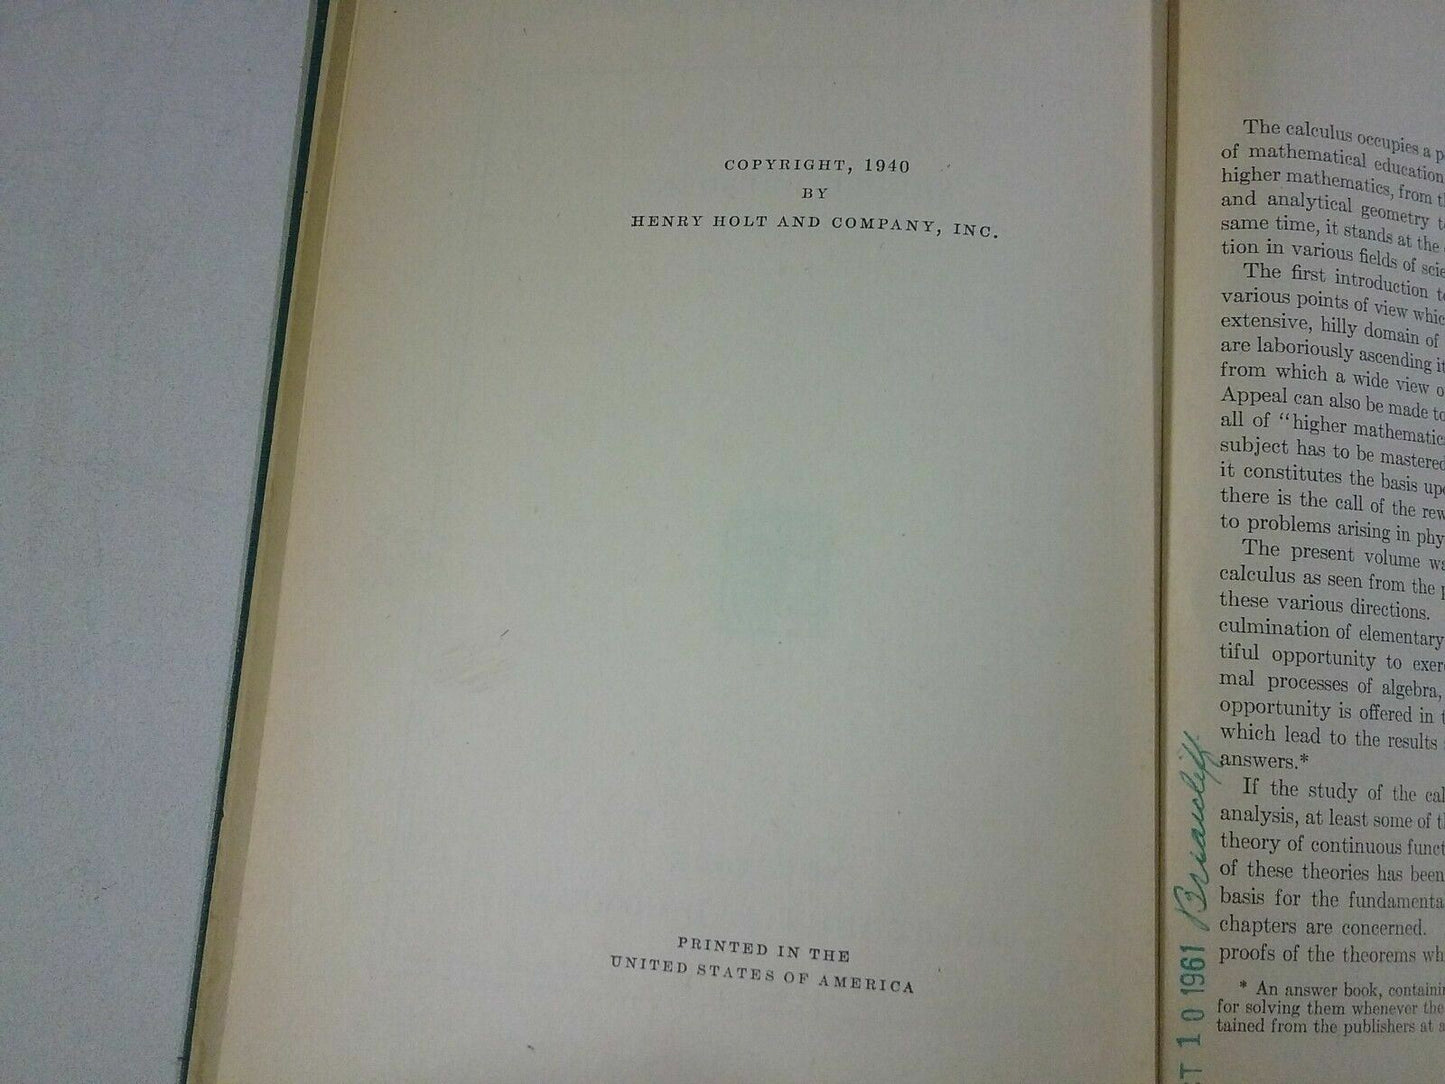 COPYRIGHT, 1940
BY
HENRY HOLT AND COMPANY, INC.
PRINTED IN THE
UNITED STATES OF AMERICA
The calculus occupies a
of mathematical education
higher mathematics, from
and analytical geometry
same time, it stands at the
tion in various fields of
The first introduction
various points of view
extensive, hilly domain of
are laboriously ascending
from which a wide view
Appeal can also be made
all of "higher
subject has to be mastered
it constitutes the basis
there is the call of the
to problems arising in
The present volume
calculus as seen from the
these various directions.
culmination of elementary
tiful opportunity to
mal processes of algebra,
opportunity is offered in
which lead to the results
answers.*
If the study of the
analysis, at least some of
theory of continuous
of these theories has been
basis for the
chapters are concerned.
proofs of the theorems
* An answer book,
for solving them whenever the
tained from the publishers at
10 1961 Briarcliff